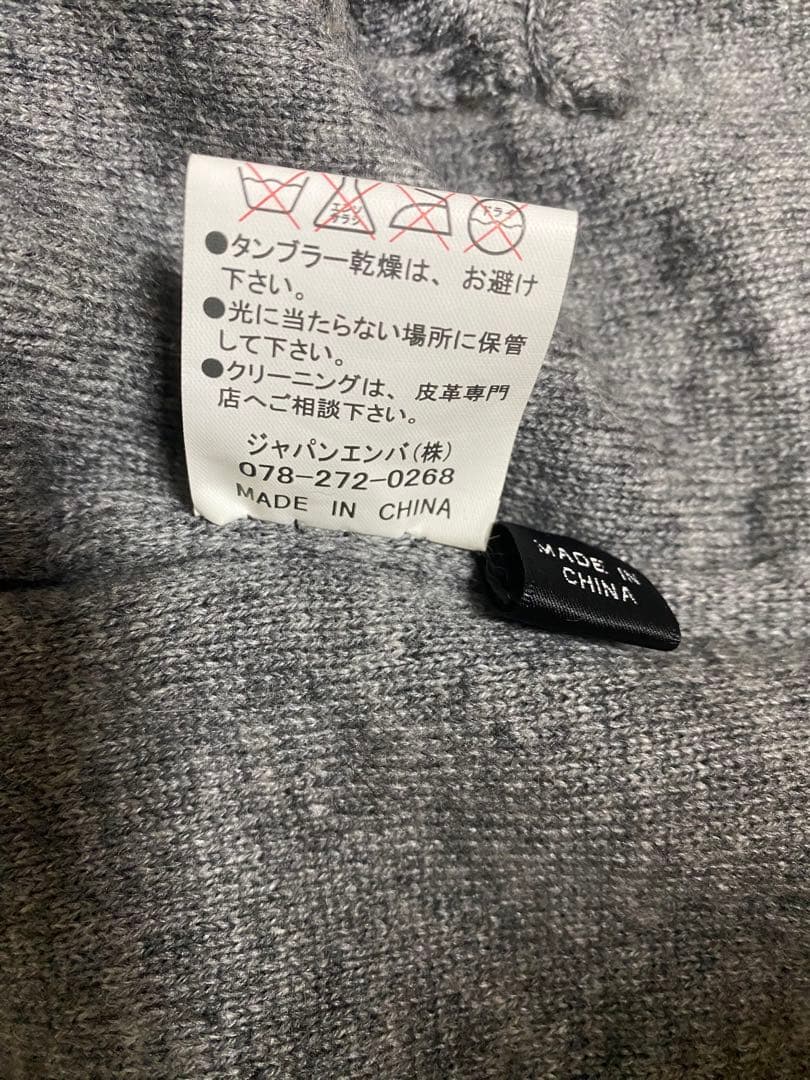 エンソ
サラシ
ドライ
●タンブラー乾燥は、お避け
下さい。
●光に当たらない場所に保管
して下さい。
●クリーニングは、皮革専門
店へご相談下さい。
ジャパンエンバ(株)
078-272-0268
MADE IN CHINA
MADE IN
CHINA